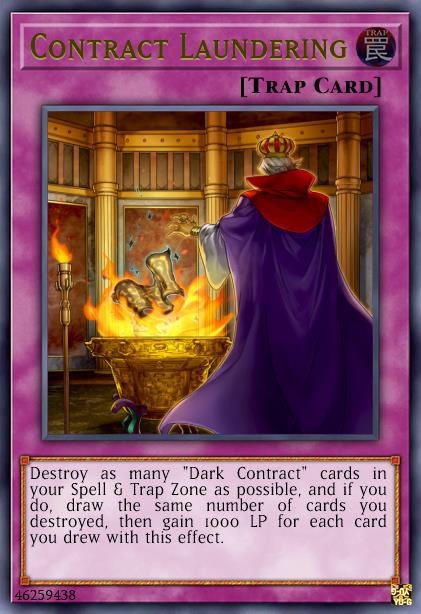 CONTRACT LAUNDERING
TRAP
罠
[TRAP CARD]
Destroy as many "Dark Contract" cards in
your Spell & Trap Zone as possible, and if you
do, draw the same number of cards you
destroyed, then gain 1000 LP for each card
you drew with this effect.
46259438